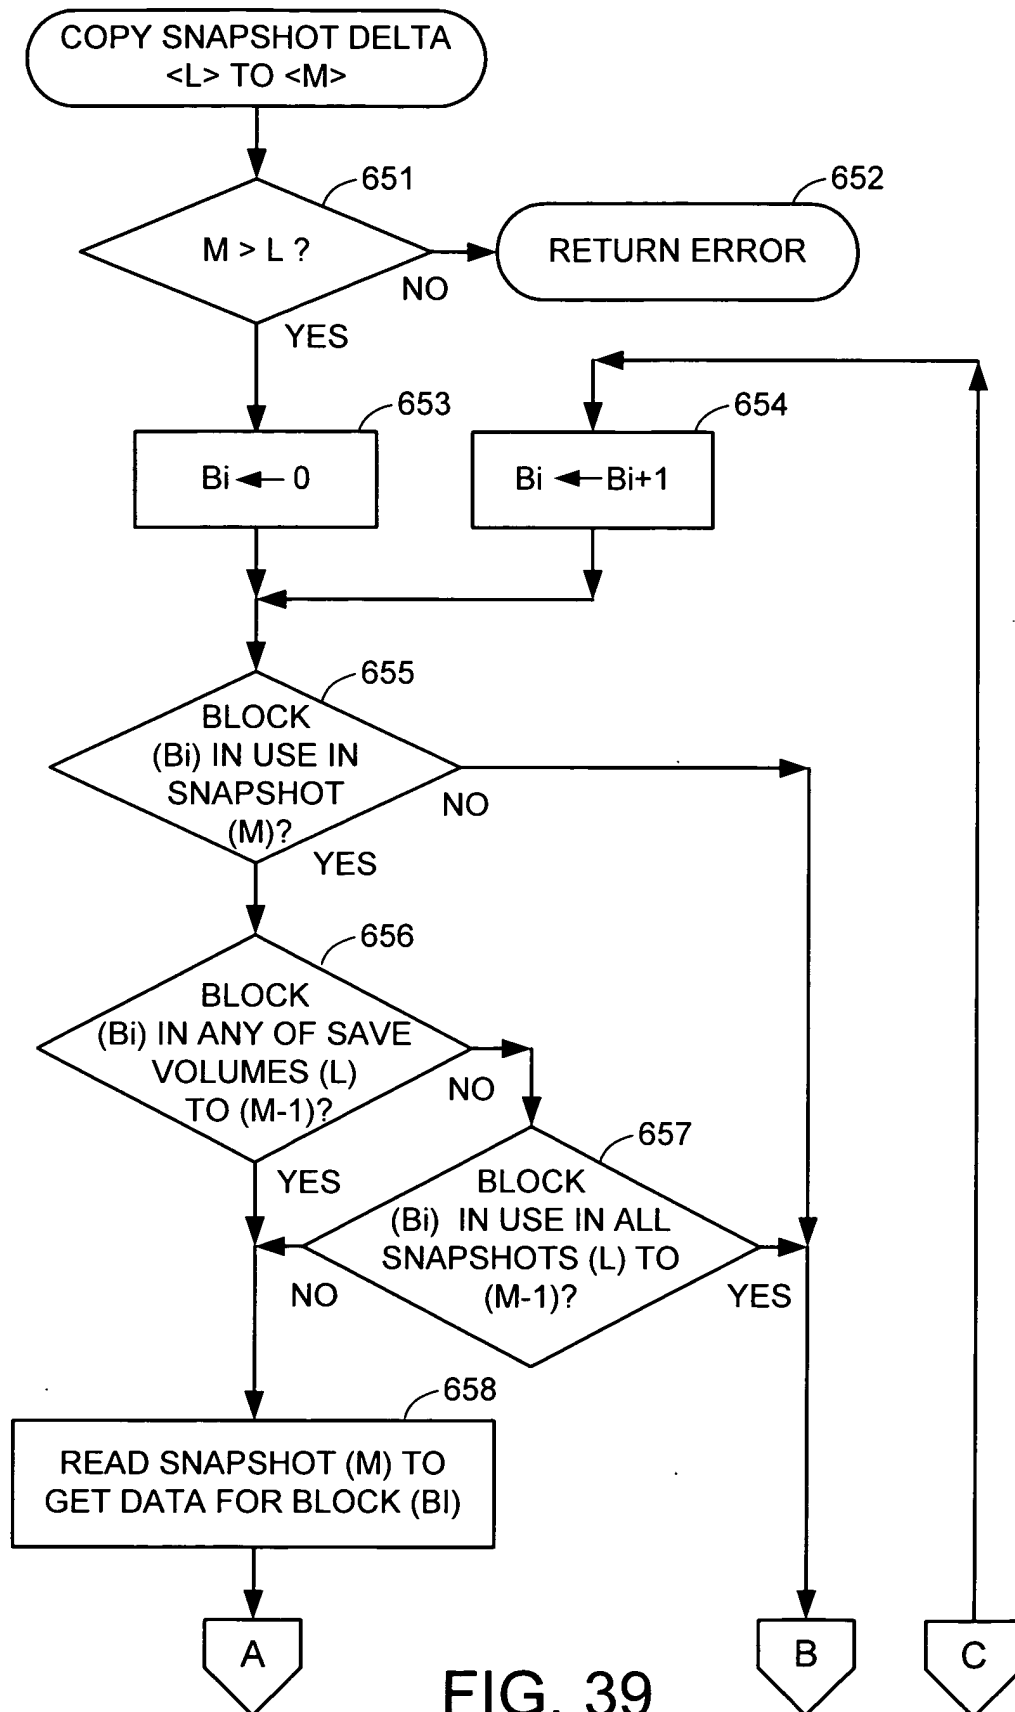 COPY SNAPSHOT DELTA
<L> TO <M>
651
M > L ?
NO
YES
652
RETURN ERROR
653
Bi ← 0
654
Bi ← Bi+1
655
BLOCK
(Bi) IN USE IN
SNAPSHOT
(M)?
NO
YES
656
BLOCK
(Bi) IN ANY OF SAVE
VOLUMES (L)
TO (M-1)?
NO
YES
657
BLOCK
(Bi) IN USE IN ALL
SNAPSHOTS (L) TO
(M-1)?
NO
YES
658
READ SNAPSHOT (M) TO
GET DATA FOR BLOCK (BI)
A
B
C
FIG. 39